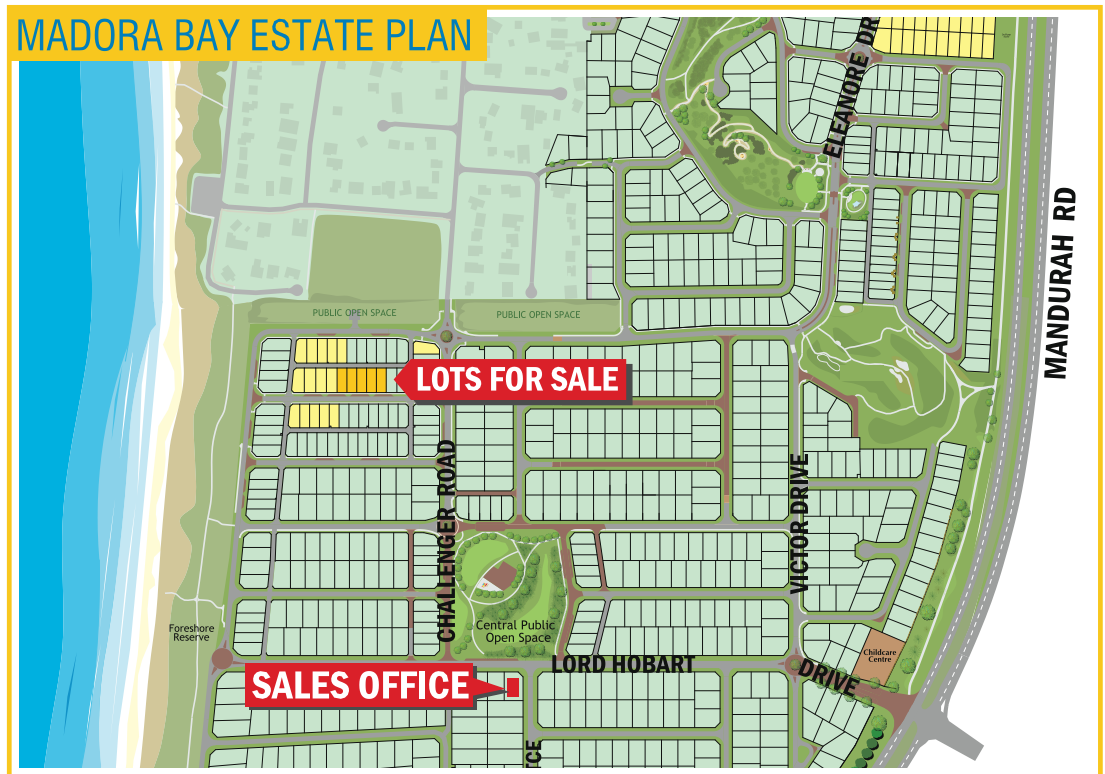 MADORA BAY ESTATE PLAN
ELEANORE DR
MANDURAH RD
PUBLIC OPEN SPACE
PUBLIC OPEN SPACE
LOTS FOR SALE
CHALLENGER ROAD
VICTOR DRIVE
Foreshore
Reserve
Central Public
Open Space
Childcare
Centre
LORD HOBART
DRIVE
SALES OFFICE